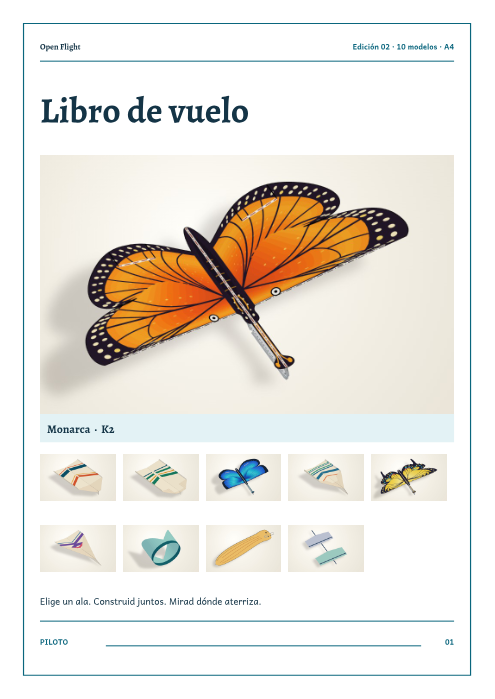 Open Flight
Edición 02 · 10 modelos · A4
Libro de vuelo
Monarca · K2
Elige un ala. Construid juntos. Mirad dónde aterriza.
PILOTO
01